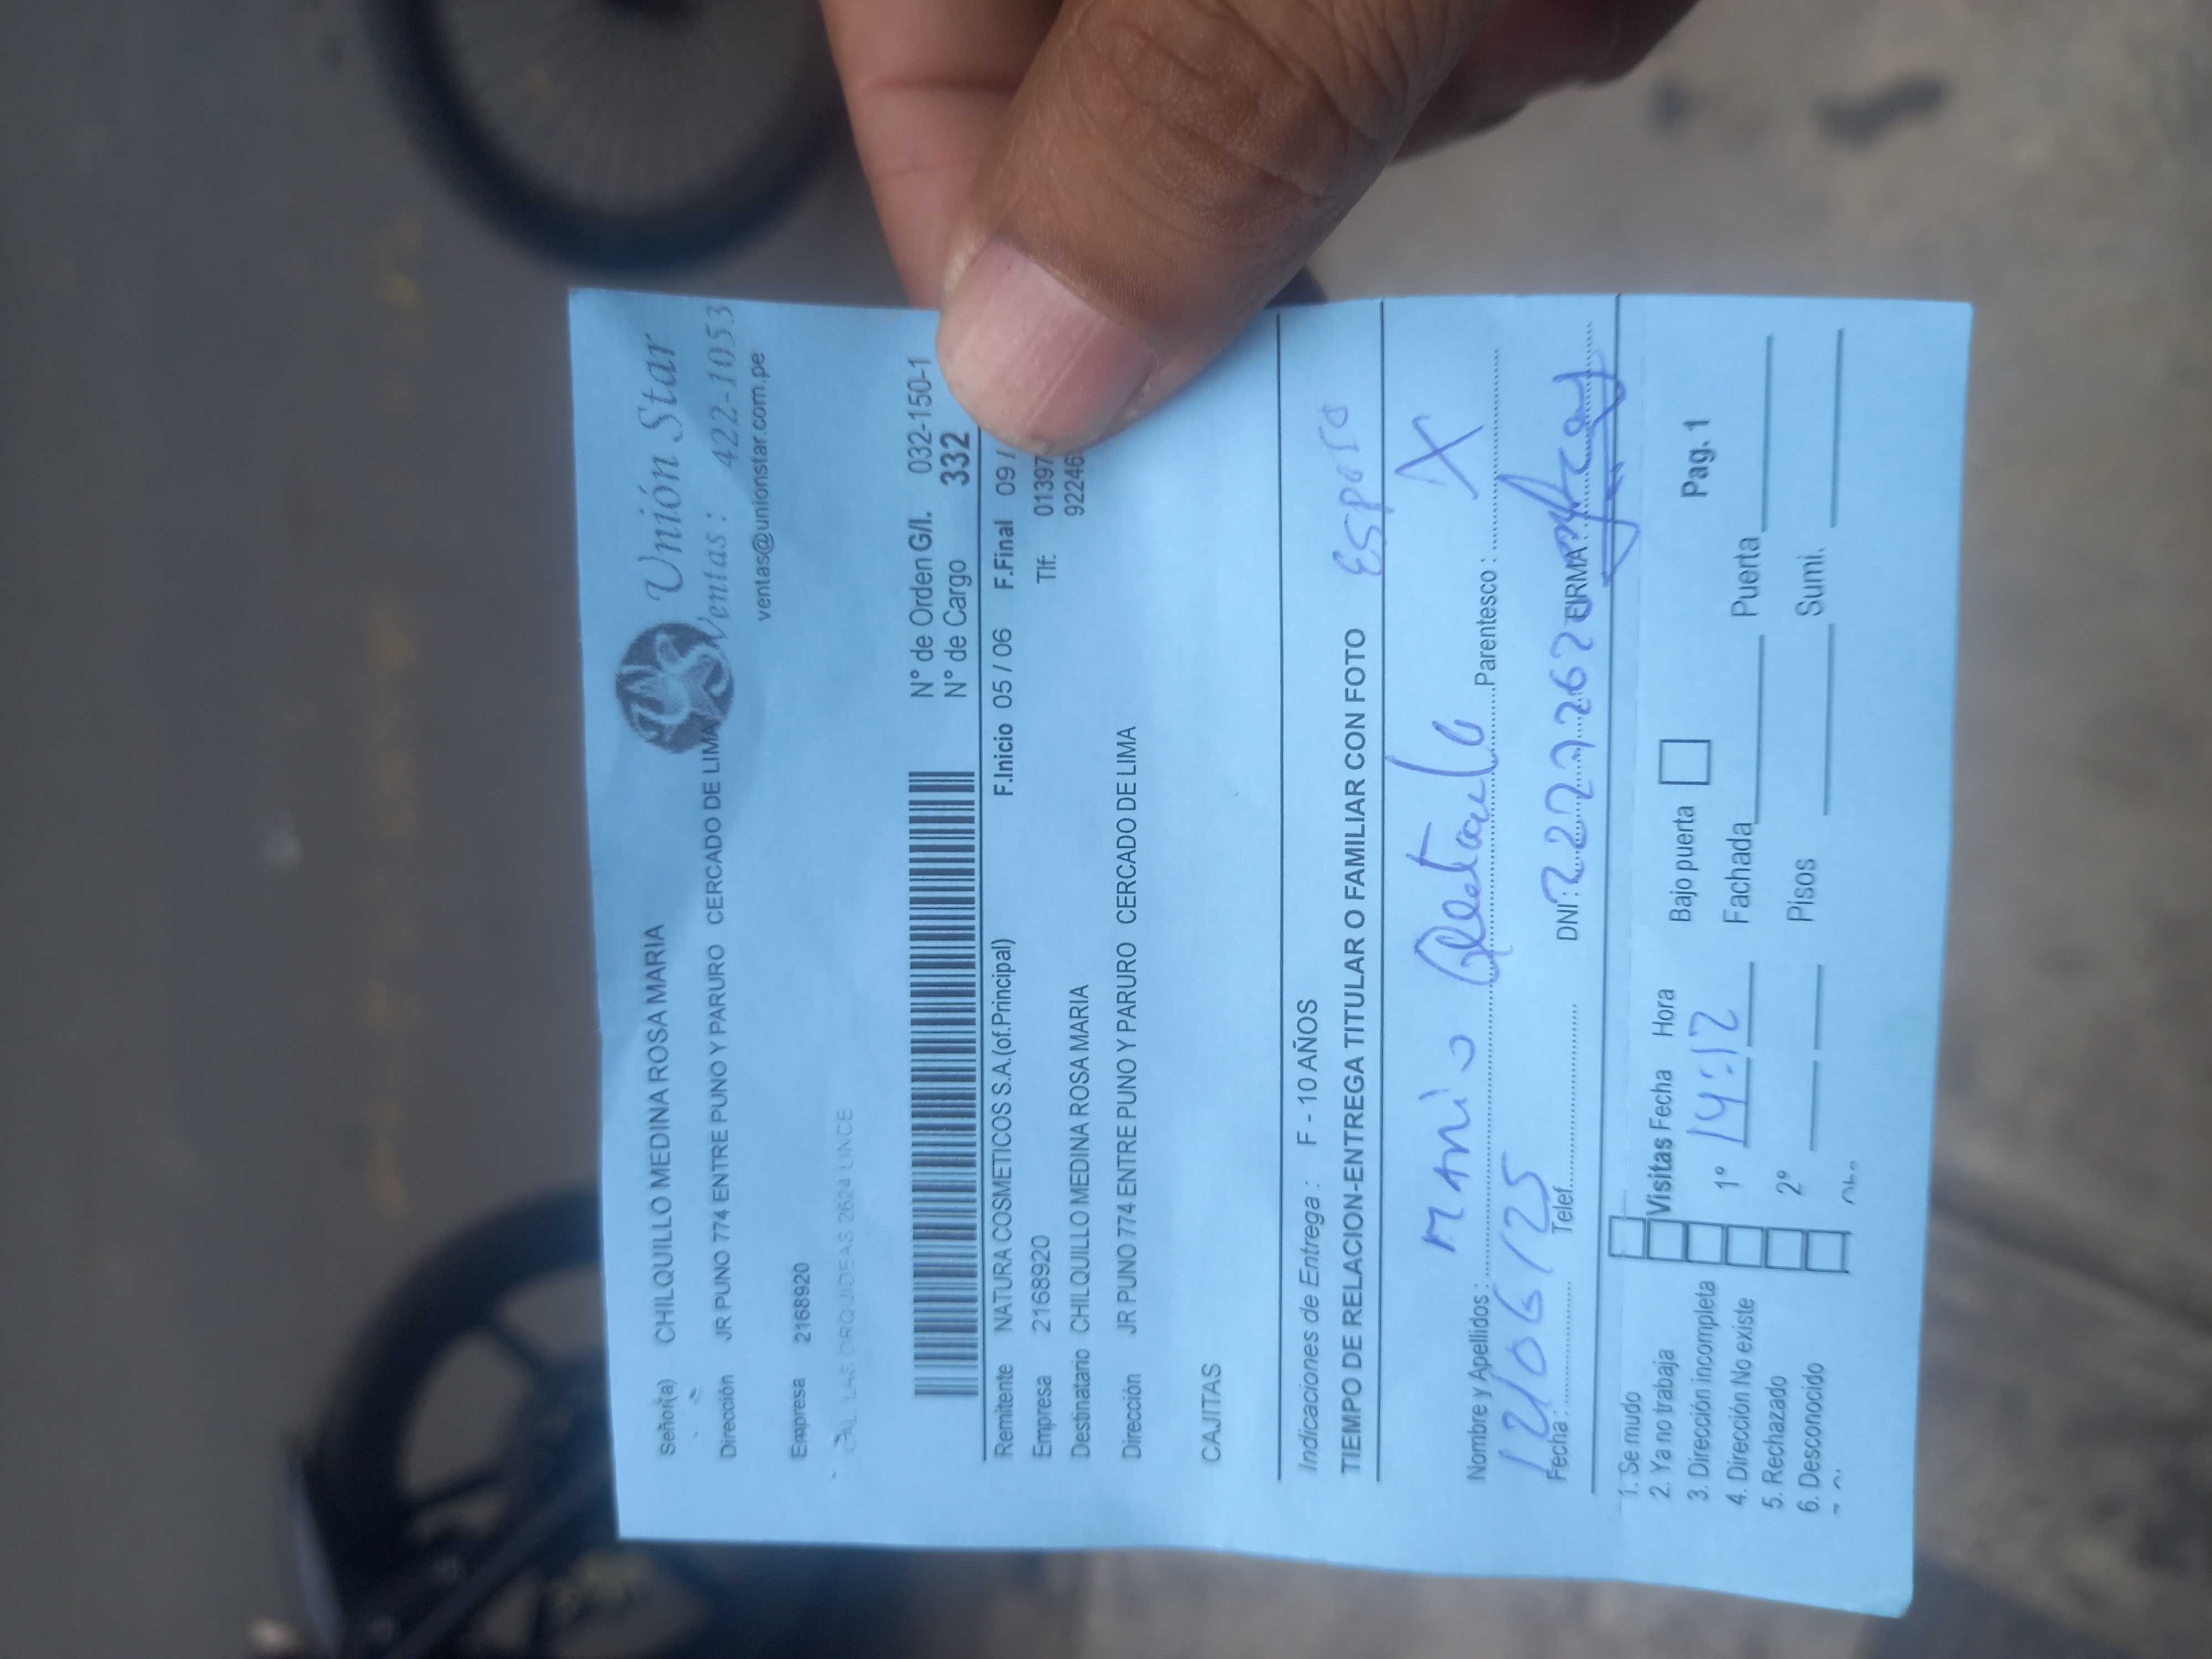 Unión Star
Ventas: 422-1053
ventas@unionstar.com.pe
Señor(a) CHILQUILLO MEDINA ROSA MARIA
Dirección JR PUNO 774 ENTRE PUNO Y PARURO CERCADO DE LIMA
Empresa 2168920
CAL LAS ORQUIDEAS 2624 LINCE
N° de Orden G/I. 032-150-1
N° de Cargo 332
Remitente NATURA COSMETICOS S.A.(of.Principal) F.Inicio 05 / 06 F.Final 09 /
Empresa 2168920 Tlf: 01397
Destinatario CHILQUILLO MEDINA ROSA MARIA 92246
Dirección JR PUNO 774 ENTRE PUNO Y PARURO CERCADO DE LIMA
CAJITAS
Indicaciones de Entrega : F - 10 AÑOS
TIEMPO DE RELACION-ENTREGA TITULAR O FAMILIAR CON FOTO
Esposo
Nombre y Apellidos : Parentesco : X
Fecha : 12/06/25 Telef. DNI : FIRMA :
1. Se mudo
2. Ya no trabaja Visitas Fecha Hora Bajo puerta Pag. 1
3. Dirección incompleta 1° 14:12
4. Dirección No existe Fachada Puerta
5. Rechazado 2°
6. Desconocido Pisos Sumi.